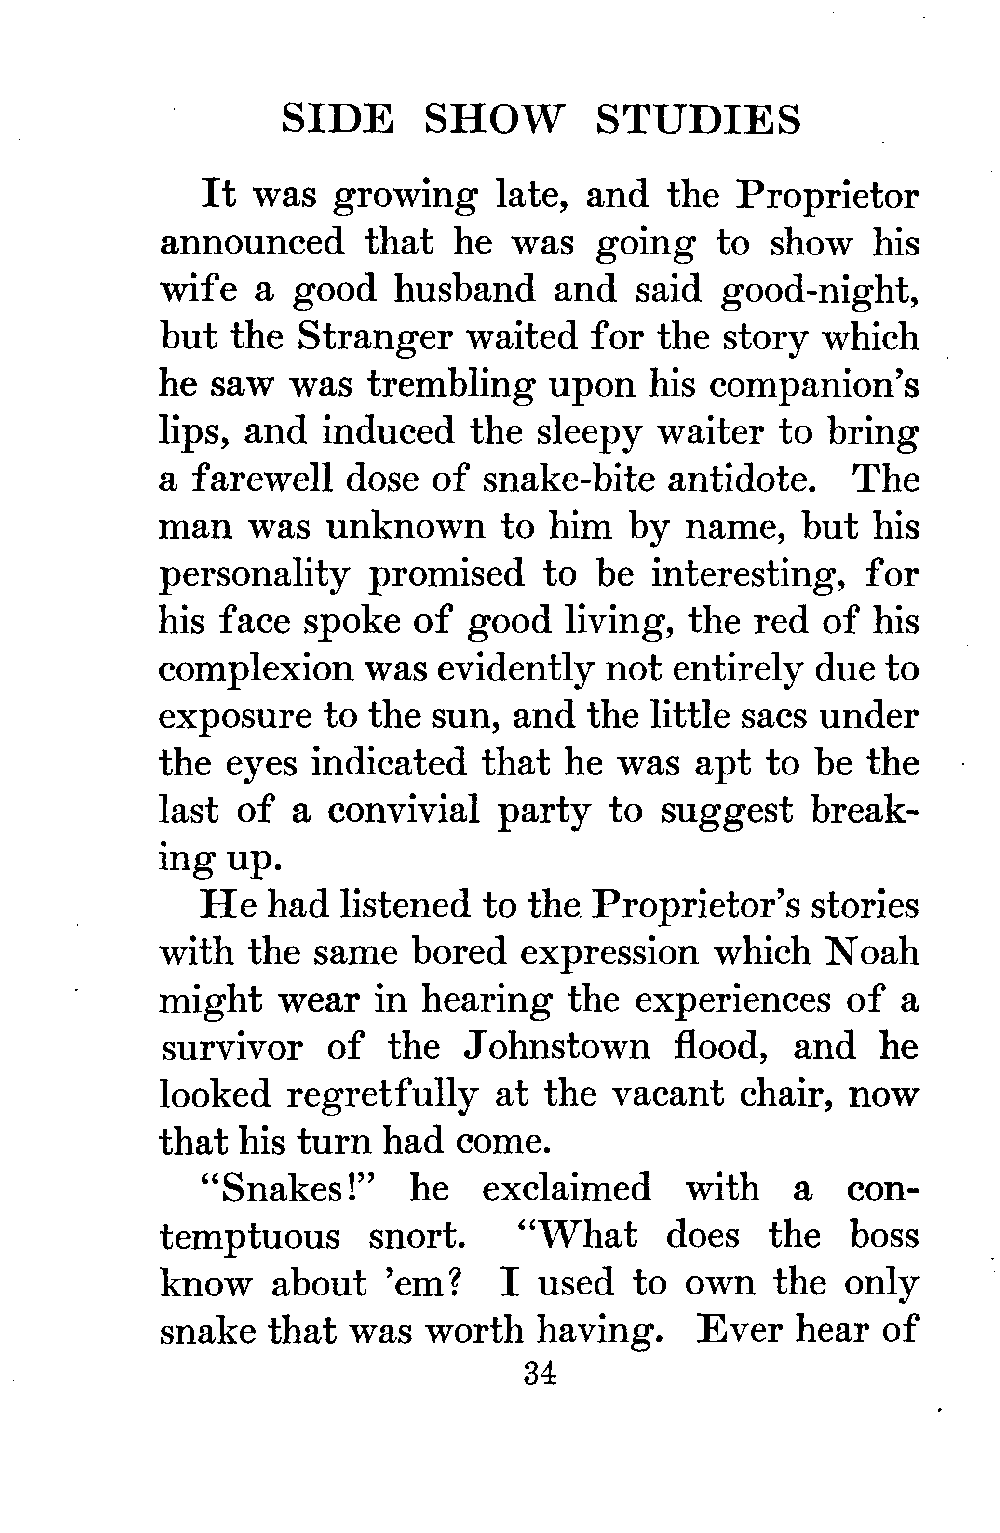 SIDE SHOW STUDIES
It was growing late, and the Proprietor
announced that he was going to show his
wife a good husband and said good-night,
but the Stranger waited for the story which
he saw was trembling upon his companion's
lips, and induced the sleepy waiter to bring
a farewell dose of snake-bite antidote. The
man was unknown to him by name, but his
personality promised to be interesting, for
his face spoke of good living, the red of his
complexion was evidently not entirely due to
exposure to the sun, and the little sacs under
the eyes indicated that he was apt to be the
last of a convivial party to suggest break-
ing up.
He had listened to the Proprietor's stories
with the same bored expression which Noah
might wear in hearing the experiences of a
survivor of the Johnstown flood, and he
looked regretfully at the vacant chair, now
that his turn had come.
"Snakes!" he exclaimed with a con-
temptuous snort. "What does the boss
know about 'em? I used to own the only
snake that was worth having. Ever hear of
34